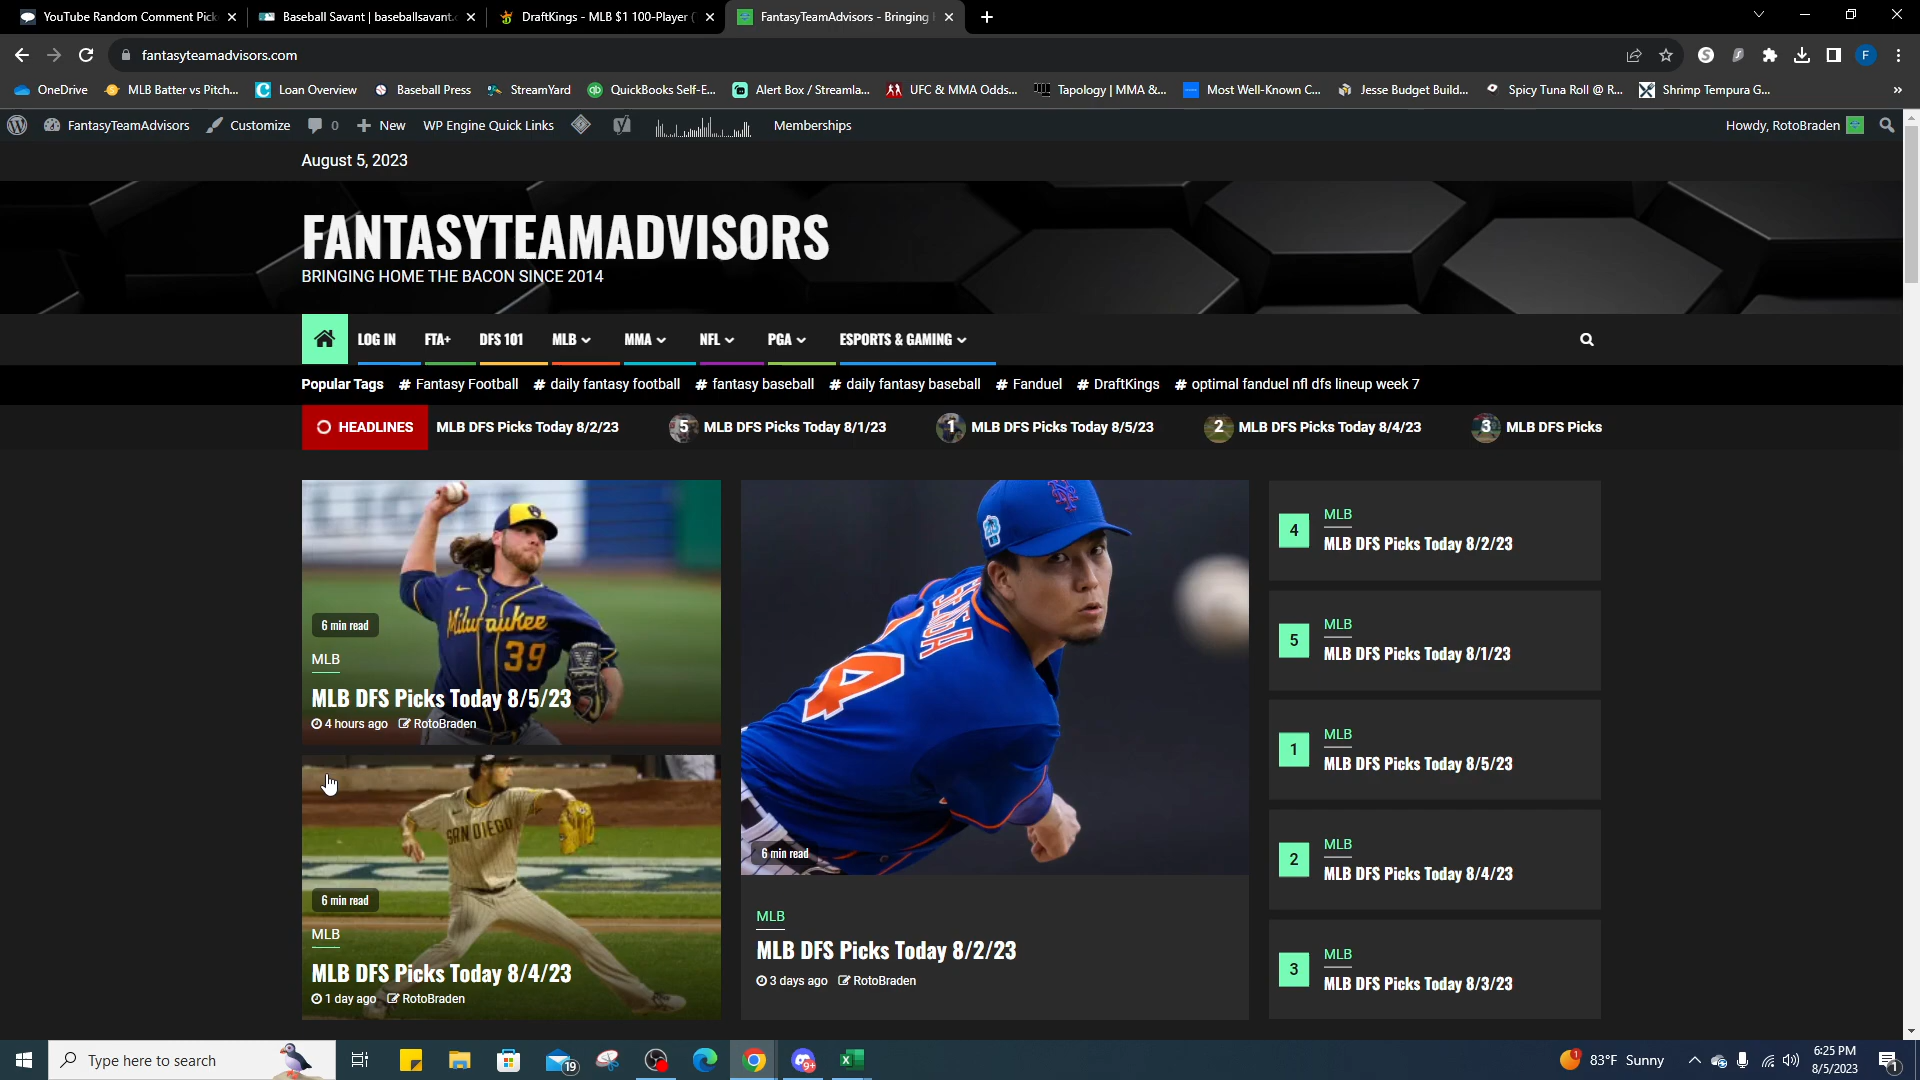 YouTube Random Comment Pick
Baseball Savant | baseballsavant.
DraftKings - MLB $1 100-Player (
FantasyTeamAdvisors - Bringing
fantasyteamadvisors.com
F
OneDrive
MLB Batter vs Pitch...
Loan Overview
Baseball Press
StreamYard
QuickBooks Self-E...
Alert Box / Streamla...
UFC & MMA Odds...
Tapology | MMA &...
Most Well-Known C...
Jesse Budget Build...
Spicy Tuna Roll @ R...
Shrimp Tempura G...
»
FantasyTeamAdvisors
Customize
0
New
WP Engine Quick Links
Memberships
Howdy, RotoBraden
August 5, 2023
FANTASYTEAMADVISORS
BRINGING HOME THE BACON SINCE 2014
LOG IN
FTA+
DFS 101
MLB
MMA
NFL
PGA
ESPORTS & GAMING
Popular Tags
# Fantasy Football
# daily fantasy football
# fantasy baseball
# daily fantasy baseball
# Fanduel
# DraftKings
# optimal fanduel nfl dfs lineup week 7
HEADLINES
MLB DFS Picks Today 8/2/23
5 MLB DFS Picks Today 8/1/23
1 MLB DFS Picks Today 8/5/23
2 MLB DFS Picks Today 8/4/23
3 MLB DFS Picks
Milwaukee
39
6 min read
MLB
MLB DFS Picks Today 8/5/23
4 hours ago RotoBraden
SAN DIEGO
6 min read
MLB
MLB DFS Picks Today 8/4/23
1 day ago RotoBraden
SENGA
4
6 min read
MLB
MLB DFS Picks Today 8/2/23
3 days ago RotoBraden
4
MLB
MLB DFS Picks Today 8/2/23
5
MLB
MLB DFS Picks Today 8/1/23
1
MLB
MLB DFS Picks Today 8/5/23
2
MLB
MLB DFS Picks Today 8/4/23
3
MLB
MLB DFS Picks Today 8/3/23
Type here to search
19
9+
1
83°F Sunny
6:25 PM
8/5/2023
1